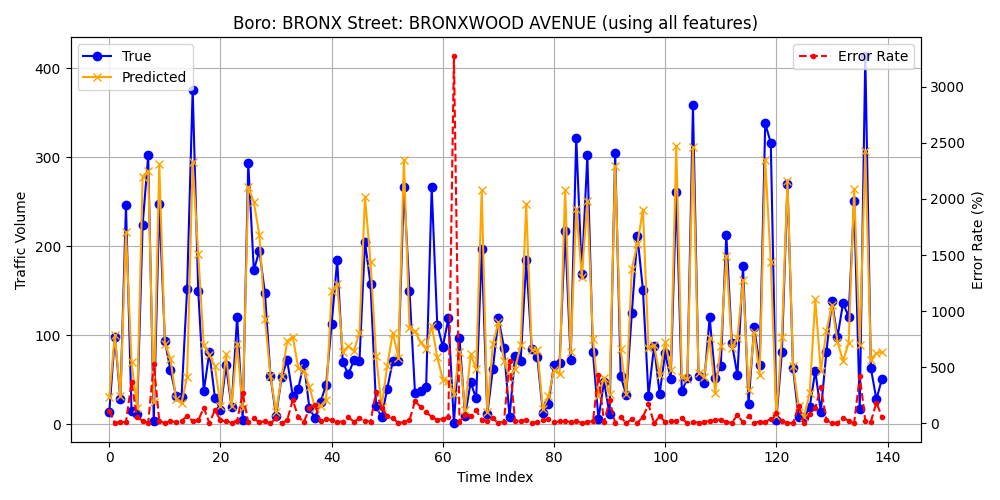 Boro: BRONX Street: BRONXWOOD AVENUE (using all features)
True
Predicted
Error Rate
400
300
200
100
0
Traffic Volume
3000
2500
2000
1500
1000
500
0
Error Rate (%)
0 20 40 60 80 100 120 140
Time Index